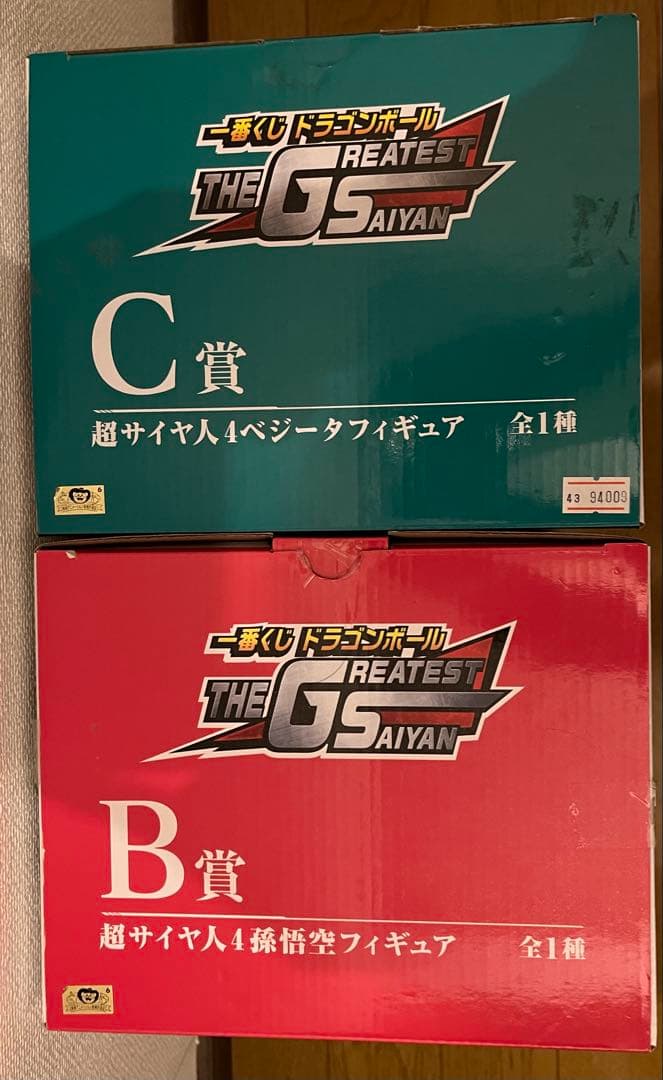 一番くじ ドラゴンボール
THE GREATEST SAIYAN
C賞
超サイヤ人4ベジータフィギュア 全1種
6
43 94009
一番くじ ドラゴンボール
THE GREATEST SAIYAN
B賞
超サイヤ人4孫悟空フィギュア 全1種
6